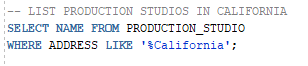 -- LIST PRODUCTION STUDIOS IN CALIFORNIA
SELECT NAME FROM PRODUCTION_STUDIO
WHERE ADDRESS LIKE '%California';